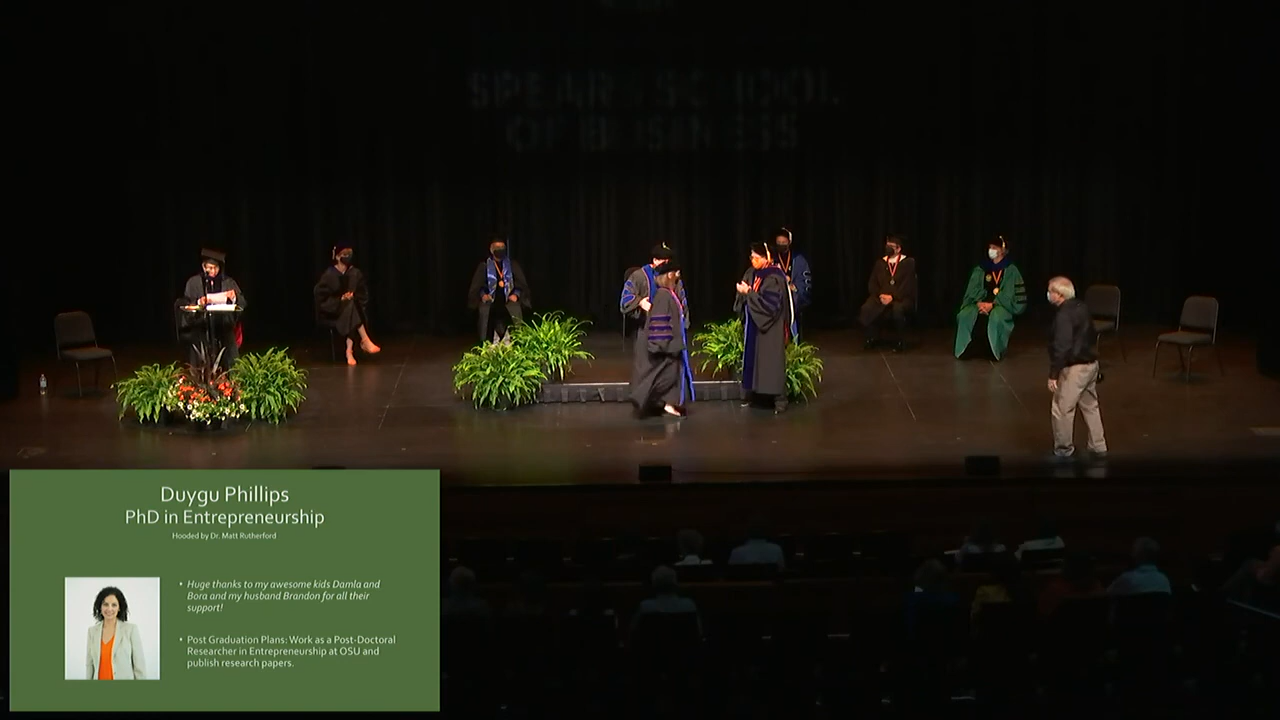 SPEARS SCHOOL
OF BUSINESS
Duygu Phillips
PhD in Entrepreneurship
Hooded by Dr. Matt Rutherford
• Huge thanks to my awesome kids Damla and
Bora and my husband Brandon for all their
support!
• Post Graduation Plans: Work as a Post-Doctoral
Researcher in Entrepreneurship at OSU and
publish research papers.